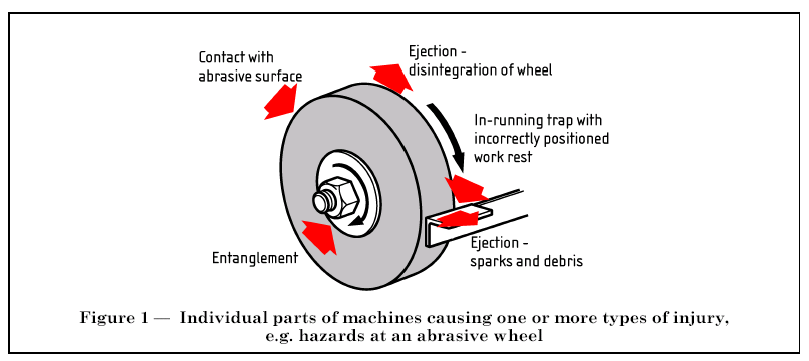 Contact with
abrasive surface
Ejection -
disintegration of wheel
In-running trap with
incorrectly positioned
work rest
Entanglement
Ejection -
sparks and debris
Figure 1 — Individual parts of machines causing one or more types of injury,
e.g. hazards at an abrasive wheel